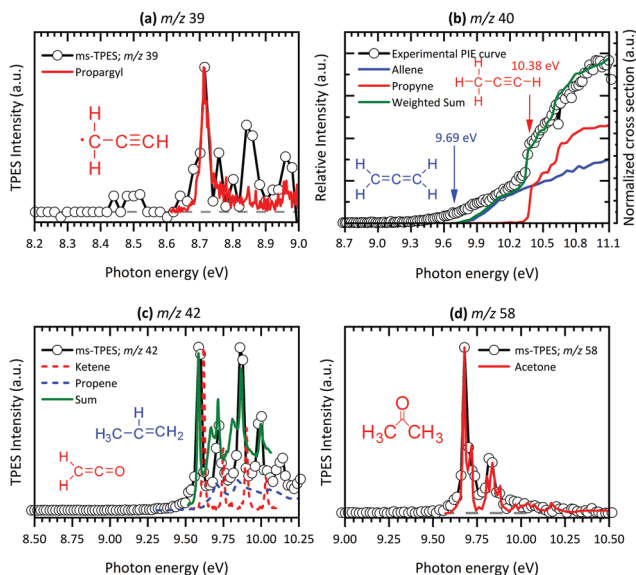 (a) m/z 39
TPES Intensity (a.u.)
ms-TPES; m/z 39
Propargyl
H
H
C
C≡CH
8.2 8.3 8.4 8.5 8.6 8.7 8.8 8.9 9.0
Photon energy (eV)
(b) m/z 40
Relative Intensity (a.u.)
Normalized cross section (a.u.)
Experimental PIE curve
Allene
Propyne
Weighted Sum
10.38 eV
H
H–C–C≡C–H
H
9.69 eV
H H
C=C=C
H H
8.7 9.0 9.3 9.6 9.9 10.2 10.5 10.8 11.1
Photon energy (eV)
(c) m/z 42
TPES Intensity (a.u.)
ms-TPES; m/z 42
Ketene
Propene
Sum
H
H₃C–C=CH₂
H
C=C=O
H
8.50 8.75 9.00 9.25 9.50 9.75 10.00 10.25
Photon energy (eV)
(d) m/z 58
TPES Intensity (a.u.)
ms-TPES; m/z 58
Acetone
O
H₃C CH₃
9.00 9.25 9.50 9.75 10.00 10.25 10.50
Photon energy (eV)